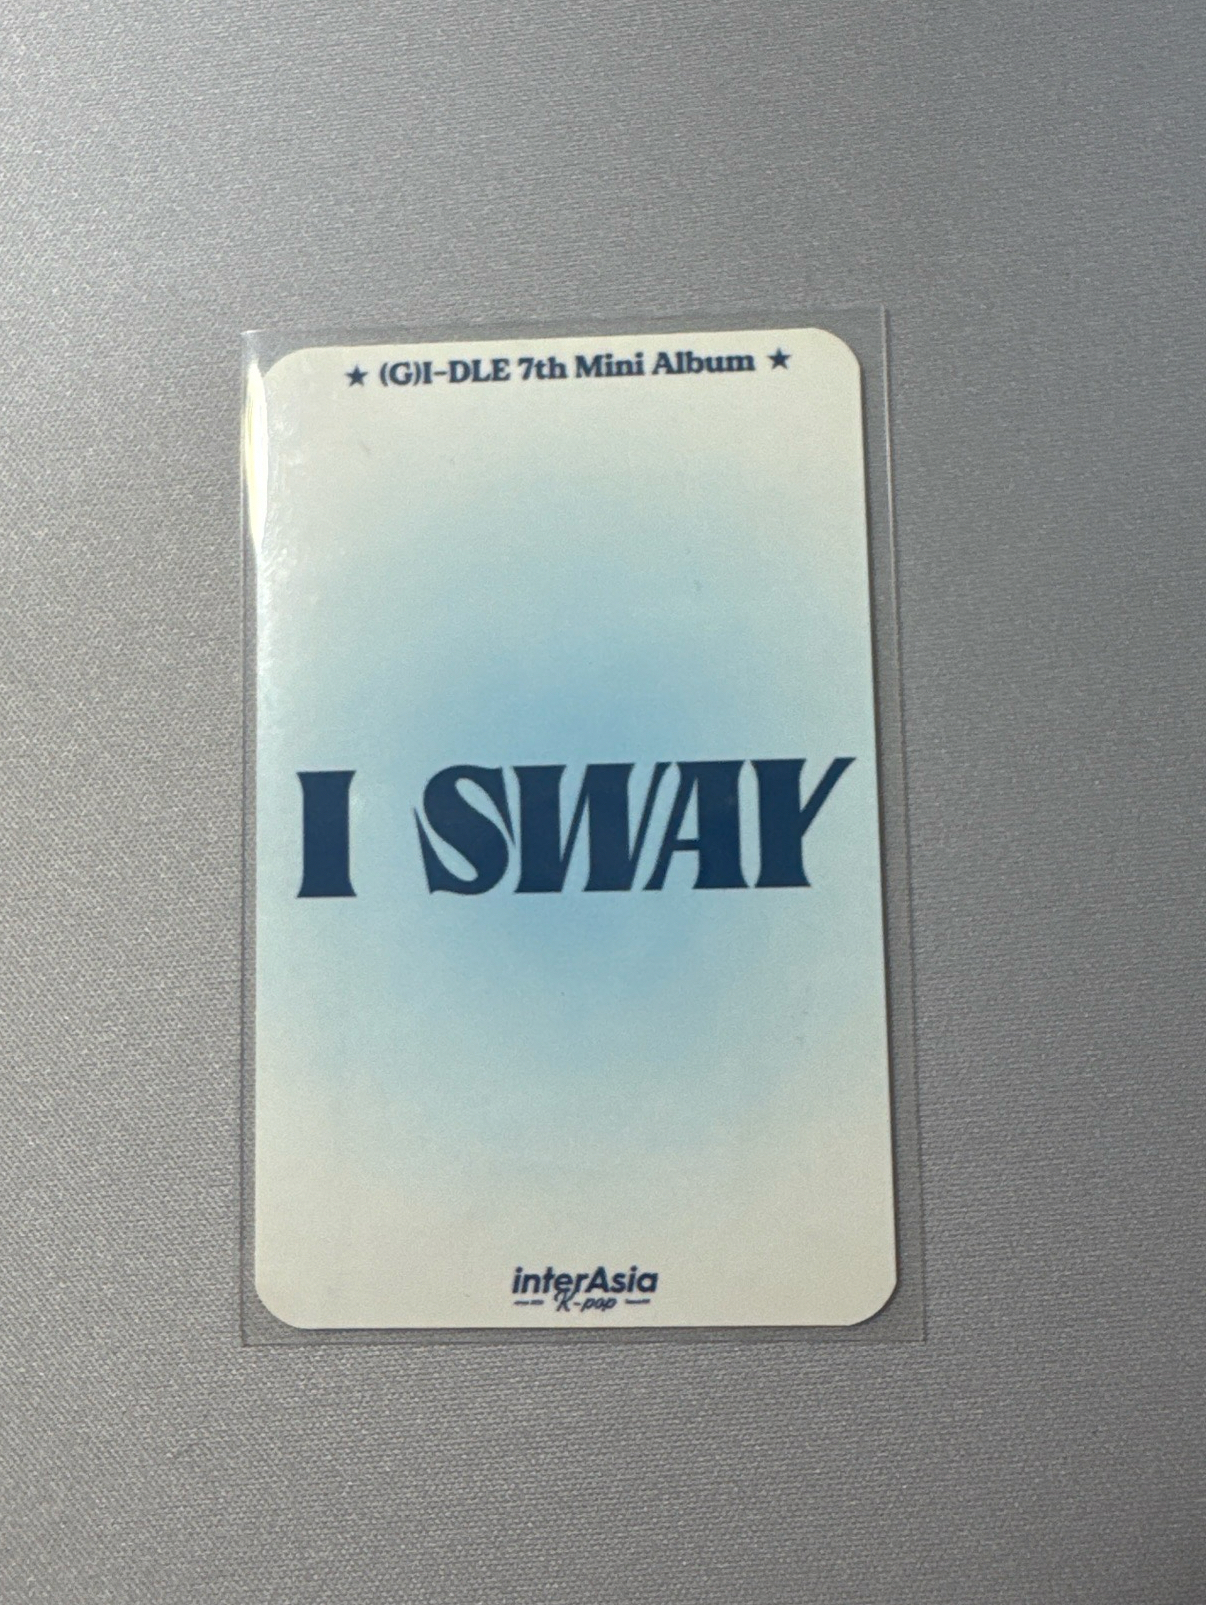 ★ (G)I-DLE 7th Mini Album ★
I SWAY
interAsia
K-pop